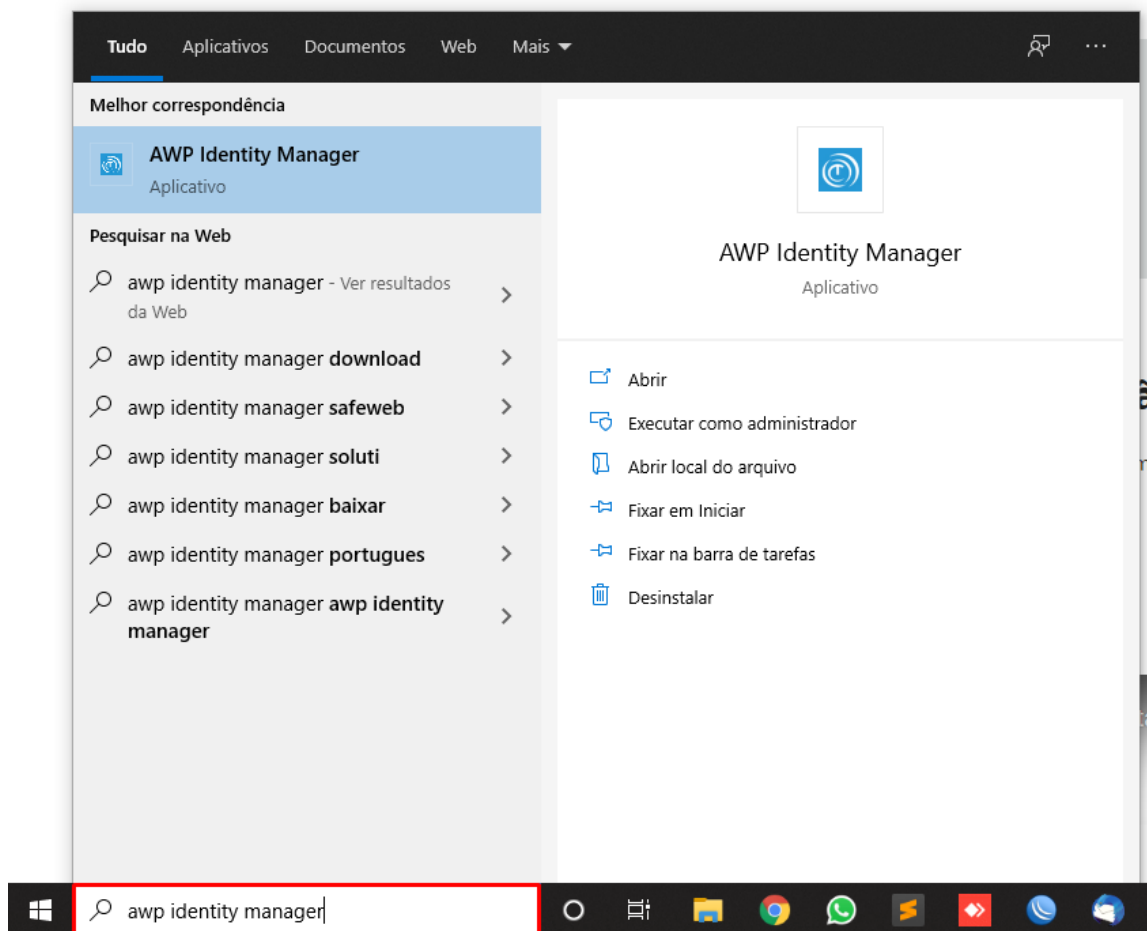 Tudo Aplicativos Documentos Web Mais
Melhor correspondência
AWP Identity Manager
Aplicativo
Pesquisar na Web
awp identity manager - Ver resultados
da Web
awp identity manager download
awp identity manager safeweb
awp identity manager soluti
awp identity manager baixar
awp identity manager portugues
awp identity manager awp identity
manager
AWP Identity Manager
Aplicativo
Abrir
Executar como administrador
Abrir local do arquivo
Fixar em Iniciar
Fixar na barra de tarefas
Desinstalar
awp identity manager